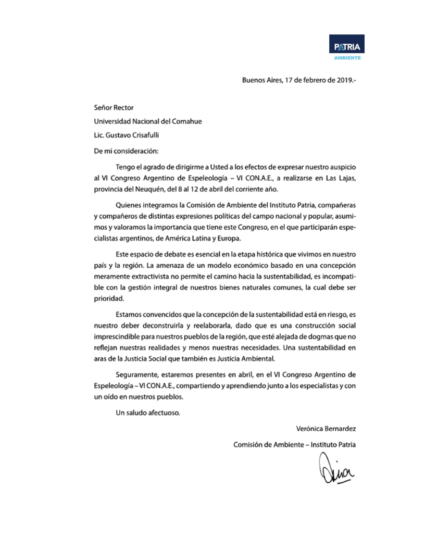 PATRIA
AMBIENTE
Buenos Aires, 17 de febrero de 2019.-
Señor Rector
Universidad Nacional del Comahue
Lic. Gustavo Crisafulli
De mi consideración:
Tengo el agrado de dirigirme a Usted a los efectos de expresar nuestro auspicio
al VI Congreso Argentino de Espeleología – VI CON.A.E., a realizarse en Las Lajas,
provincia del Neuquén, del 8 al 12 de abril del corriente año.
Quienes integramos la Comisión de Ambiente del Instituto Patria, compañeras
y compañeros de distintas expresiones políticas del campo nacional y popular, asumi-
mos y valoramos la importancia que tiene este Congreso, en el que participarán espe-
cialistas argentinos, de América Latina y Europa.
Este espacio de debate es esencial en la etapa histórica que vivimos en nuestro
país y la región. La amenaza de un modelo económico basado en una concepción
meramente extractivista no permite el camino hacia la sustentabilidad, es incompati-
ble con la gestión integral de nuestros bienes naturales comunes, la cual debe ser
prioridad.
Estamos convencidos que la concepción de la sustentabilidad está en riesgo, es
nuestro deber deconstruirla y reelaborarla, dado que es una construcción social
imprescindible para nuestros pueblos de la región, que esté alejada de dogmas que no
reflejan nuestras realidades y menos nuestras necesidades. Una sustentabilidad en
aras de la Justicia Social que también es Justicia Ambiental.
Seguramente, estaremos presentes en abril, en el VI Congreso Argentino de
Espeleología – VI CON.A.E., compartiendo y aprendiendo junto a los especialistas y con
un oído en nuestros pueblos.
Un saludo afectuoso.
Verónica Bernardez
Comisión de Ambiente – Instituto Patria